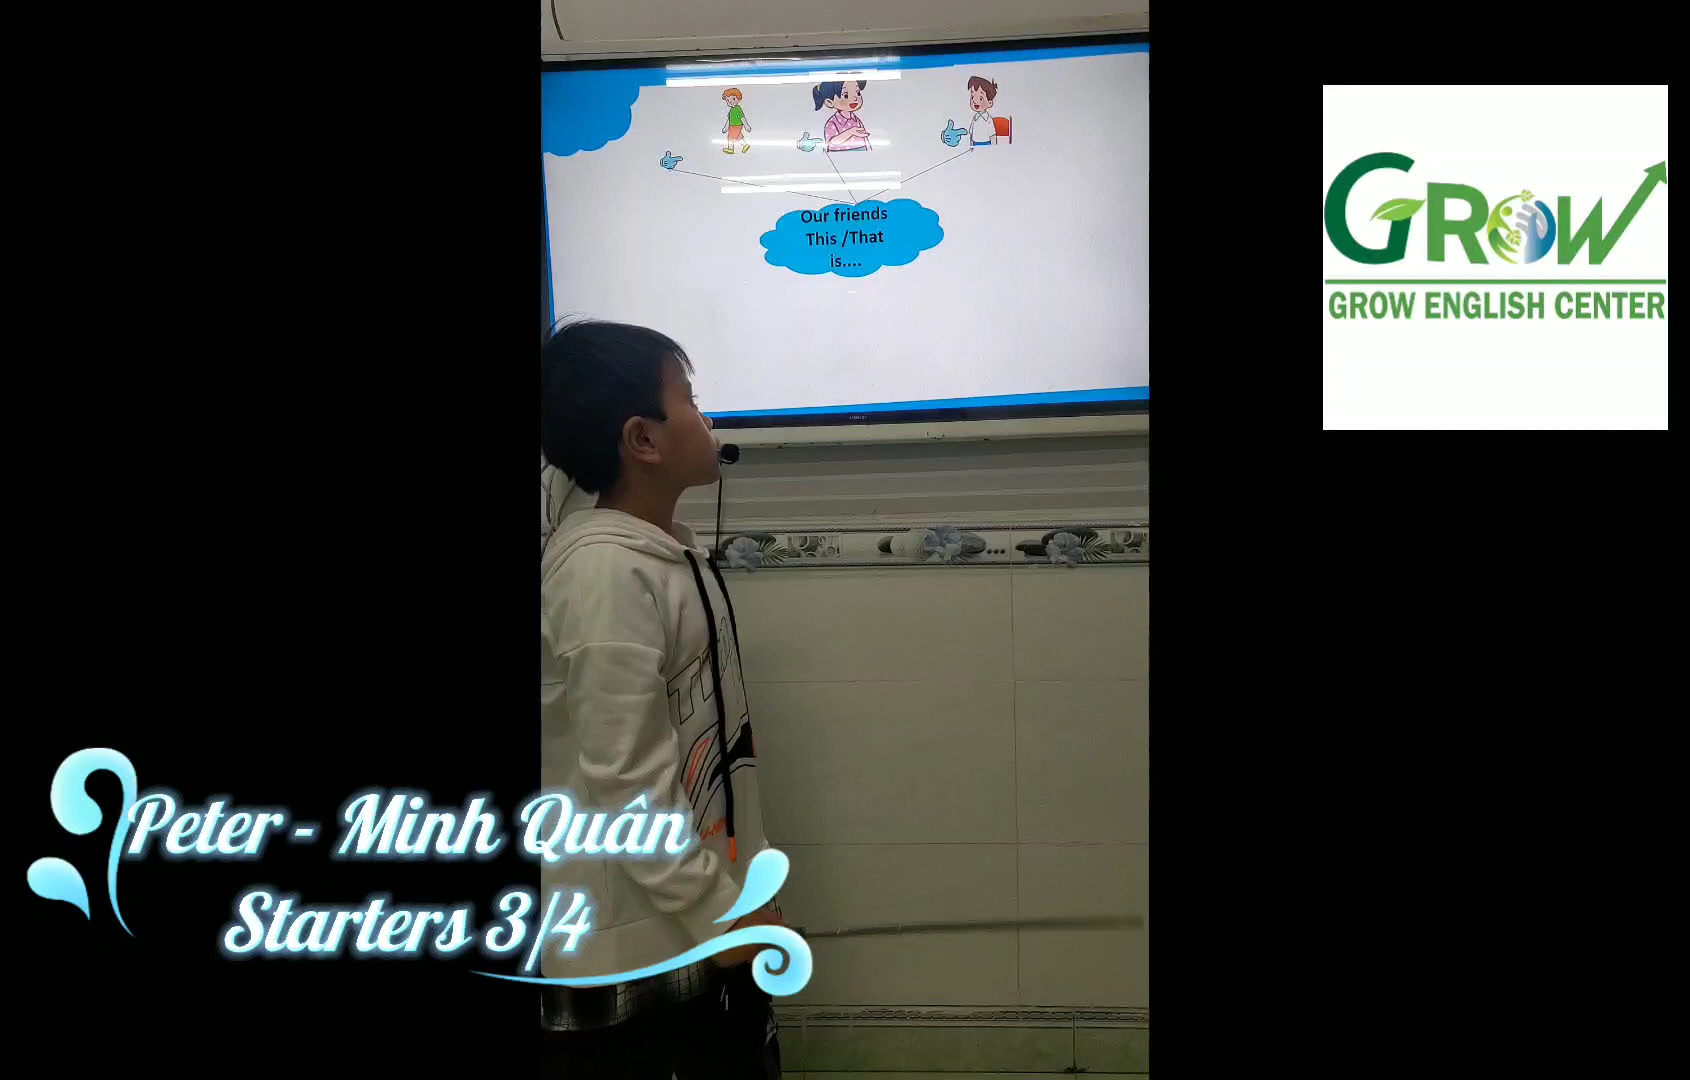 Our friends
This /That
is....
GROW
GROW ENGLISH CENTER
Peter - Minh Quân
Starters 3/4